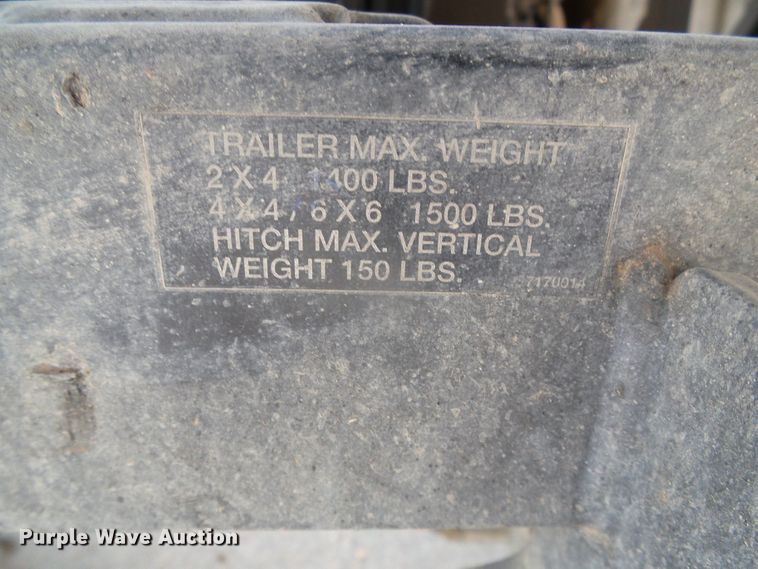 TRAILER MAX. WEIGHT
2 X 4 1400 LBS.
4 X 4 / 6 X 6 1500 LBS.
HITCH MAX. VERTICAL
WEIGHT 150 LBS.
7170014
Purple Wave Auction